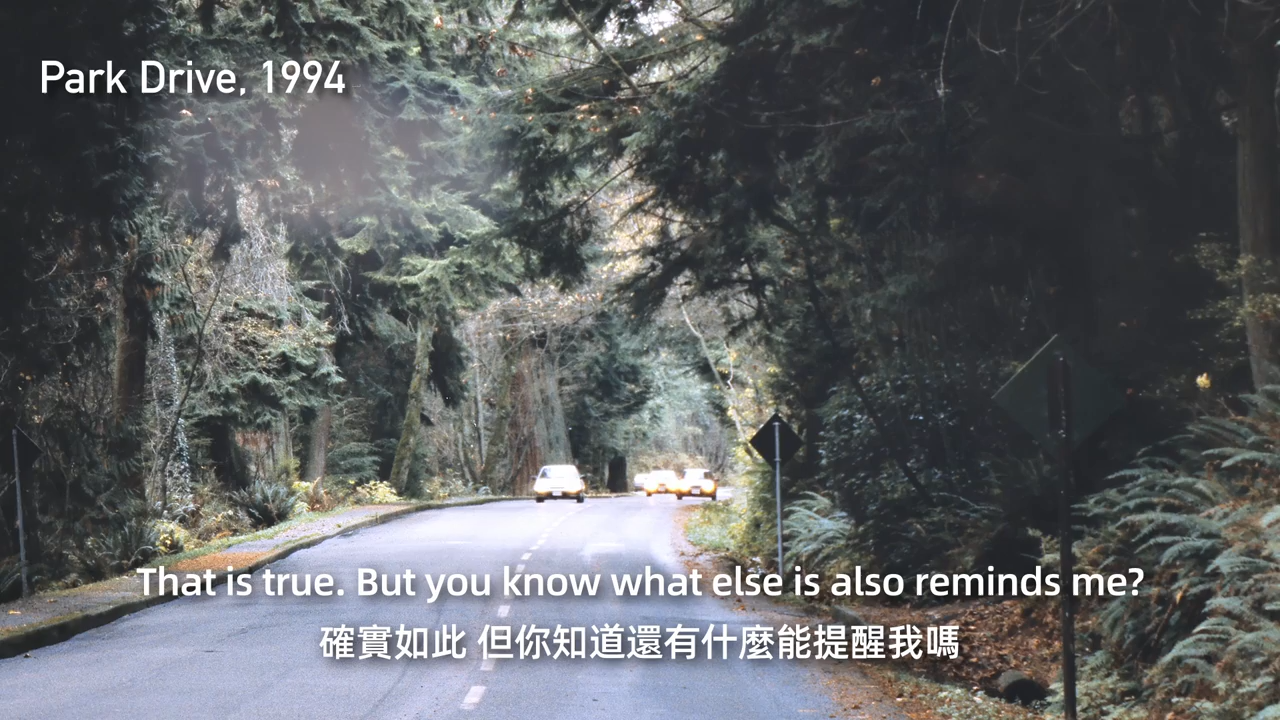 Park Drive, 1994
That is true. But you know what else is also reminds me?
確實如此 但你知道還有什麼能提醒我嗎